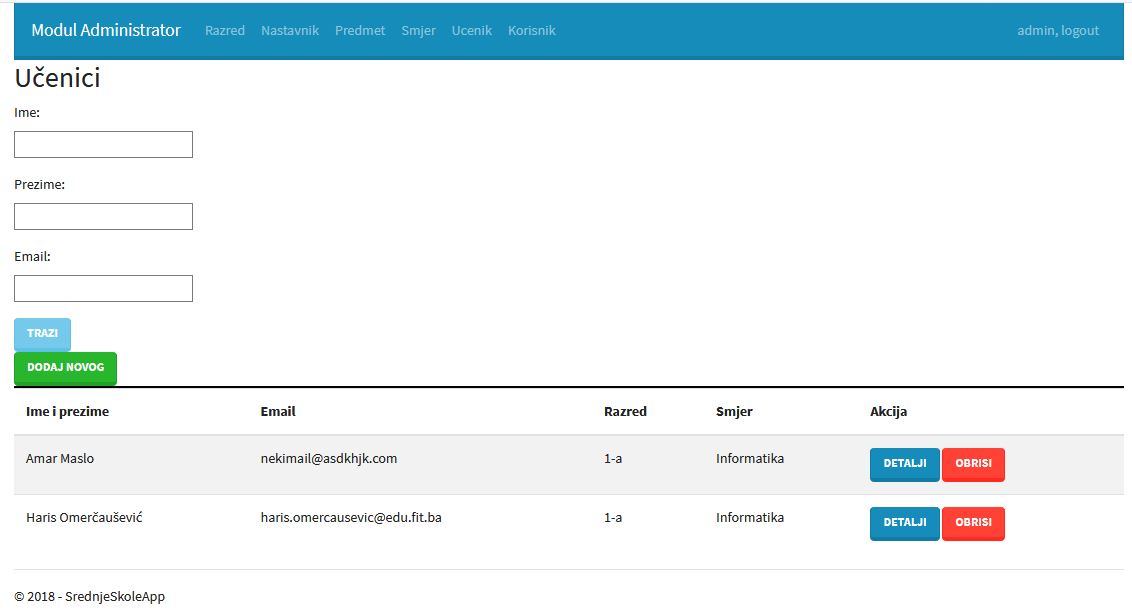 Modul Administrator Razred Nastavnik Predmet Smjer Ucenik Korisnik admin, logout
Učenici
Ime:
Prezime:
Email:
TRAZI
DODAJ NOVOG
Ime i prezime Email Razred Smjer Akcija
Amar Maslo nekimail@asdkhjk.com 1-a Informatika DETALJI OBRISI
Haris Omerčaušević haris.omercausevic@edu.fit.ba 1-a Informatika DETALJI OBRISI
© 2018 - SrednjeSkoleApp